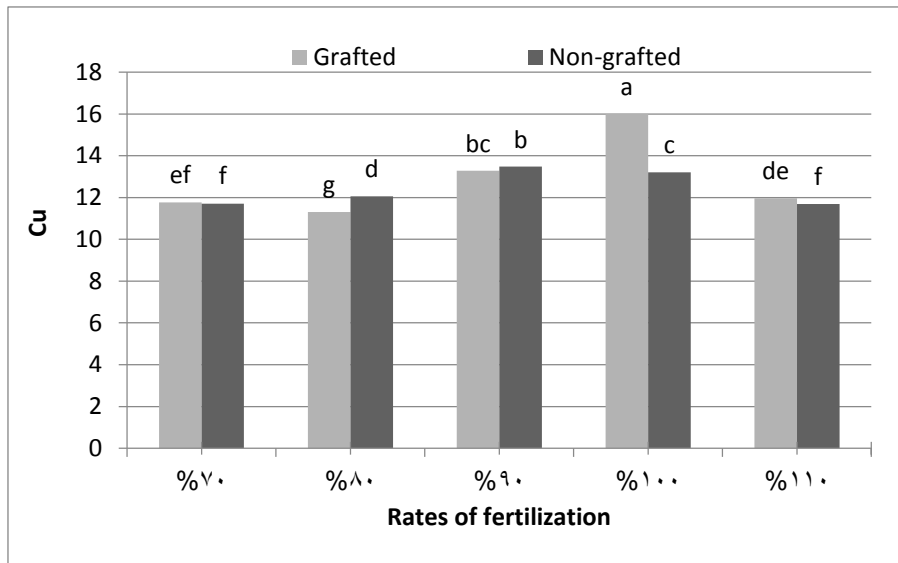 Grafted Non-grafted
18
16
14
12
10
8
6
4
2
0
Cu
ef f g d bc b a c de f
%٧٠ %٨٠ %٩٠ %١٠٠ %١١٠
Rates of fertilization